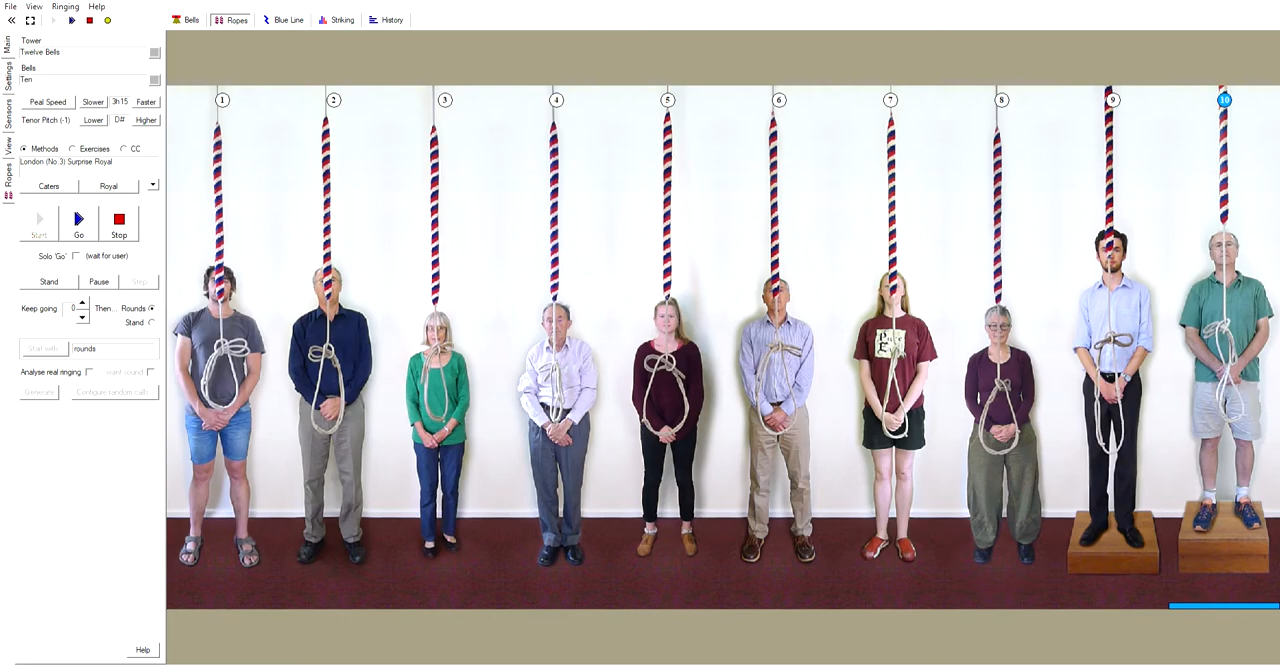 File View Ringing Help
Bells Ropes Blue Line Striking History
Main
Settings
Sensors
View
Ropes
Tower
Twelve Bells
Bells
Ten
Peal Speed Slower 3h15 Faster
Tenor Pitch (-1) Lower D# Higher
Methods Exercises CC
London (No.3) Surprise Royal
Caters Royal
Start Go Stop
Solo 'Go' (wait for user)
Stand Pause Step
Keep going 0 Then... Rounds
Stand
Start with: rounds
Analyse real ringing want sound
Generate Configure random calls
Help
1 2 3 4 5 6 7 8 9 10